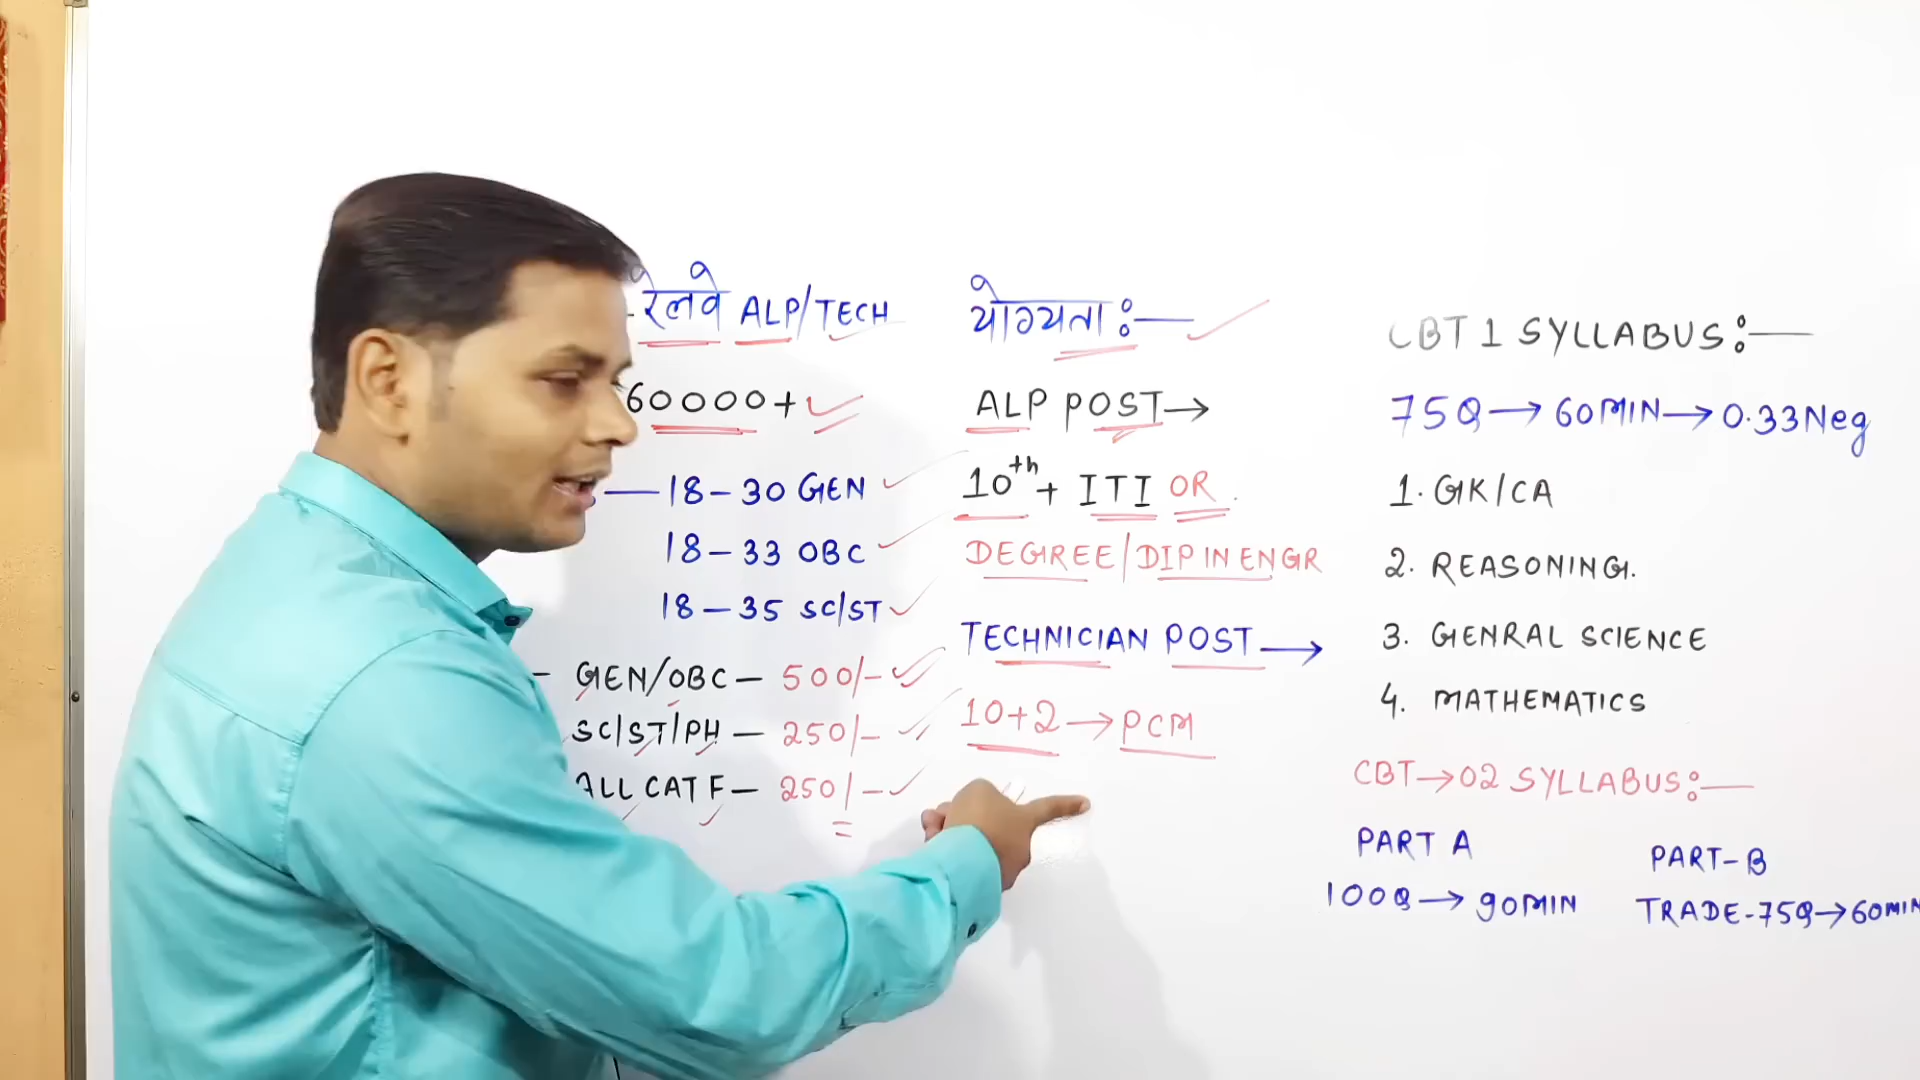 रेलवे ALP/TECH
60000+
18-30 GEN
18-33 OBC
18-35 SC/ST
GEN/OBC - 500/-
SC/ST/PH - 250/-
ALL CAT F - 250/-
योग्यता :-
ALP POST →
10th + ITI OR
DEGREE/DIP IN ENGR
TECHNICIAN POST →
10+2 → PCM
CBT 1 SYLLABUS :-
75Q → 60MIN → 0.33Neg
1. GK/CA
2. REASONING.
3. GENRAL SCIENCE
4. MATHEMATICS
CBT → 02 SYLLABUS :-
PART A
100Q → 90MIN
PART-B
TRADE-75Q → 60MIN